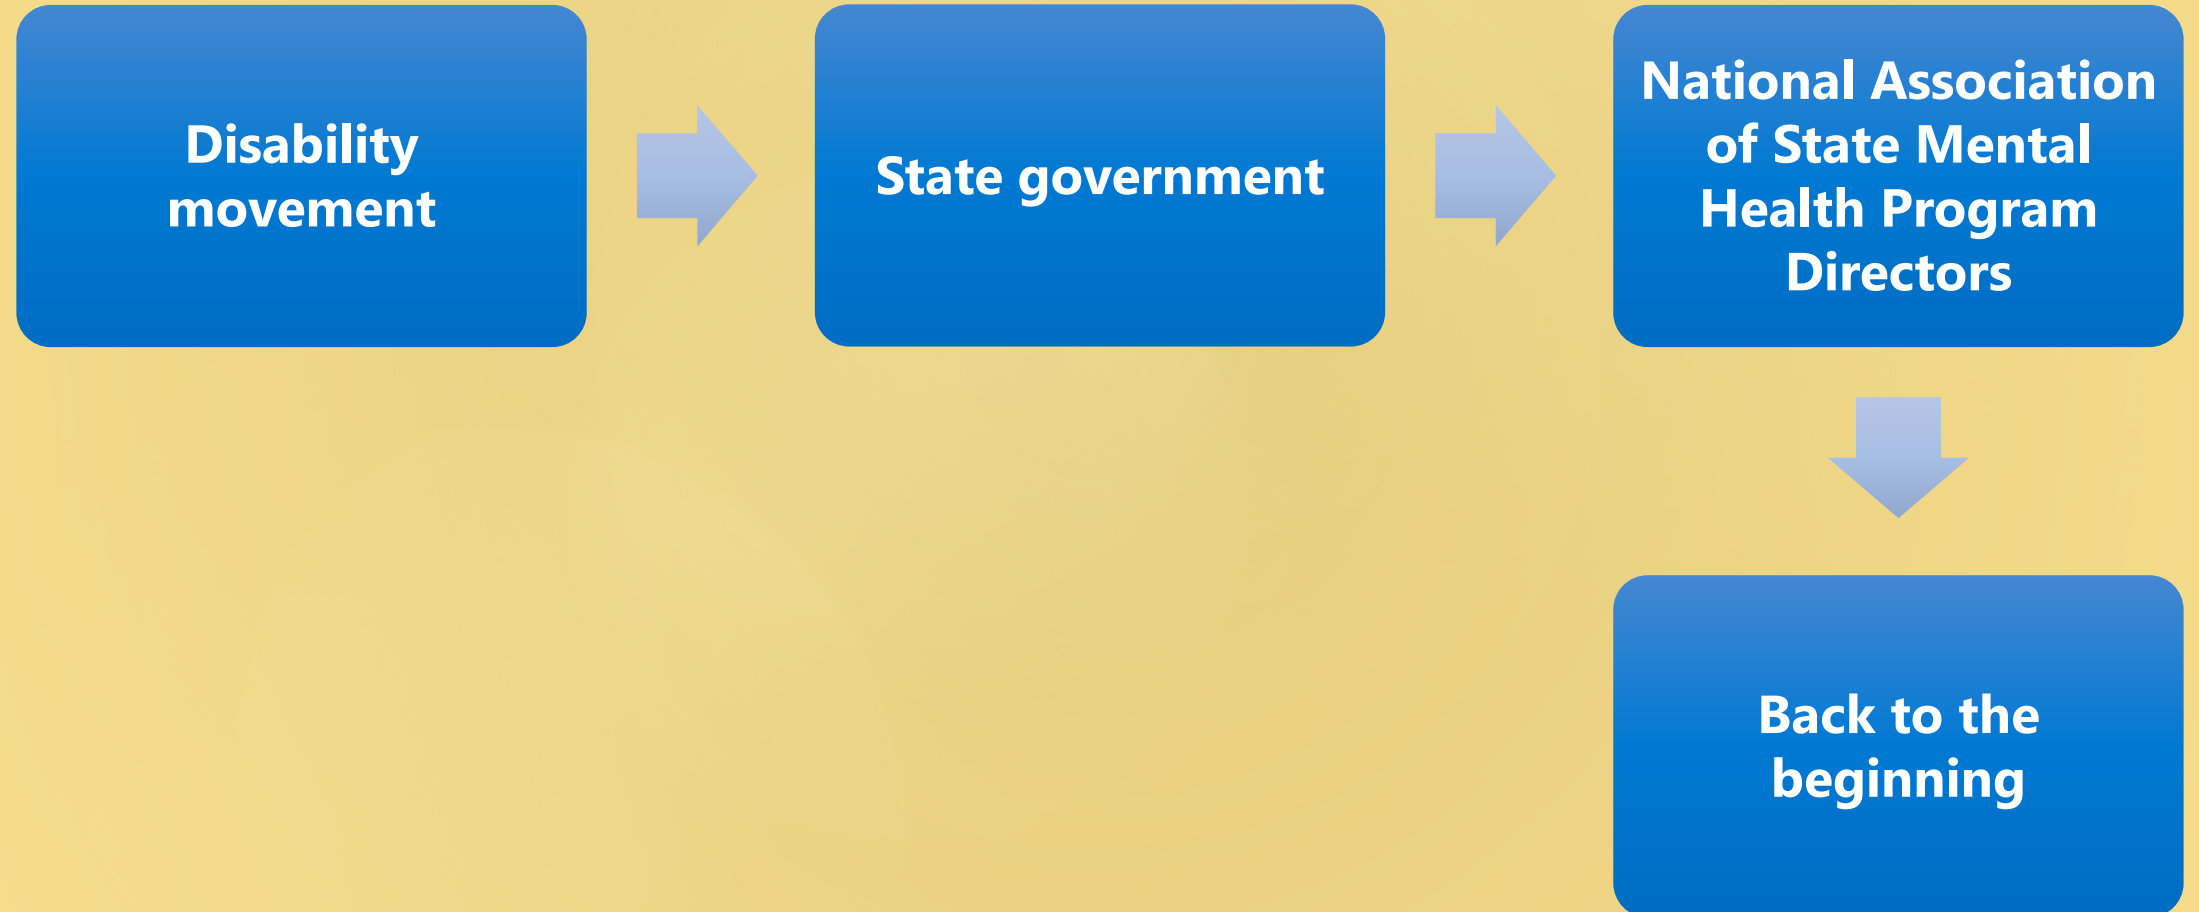 Disability
movement
State government
National Association
of State Mental
Health Program
Directors
Back to the
beginning